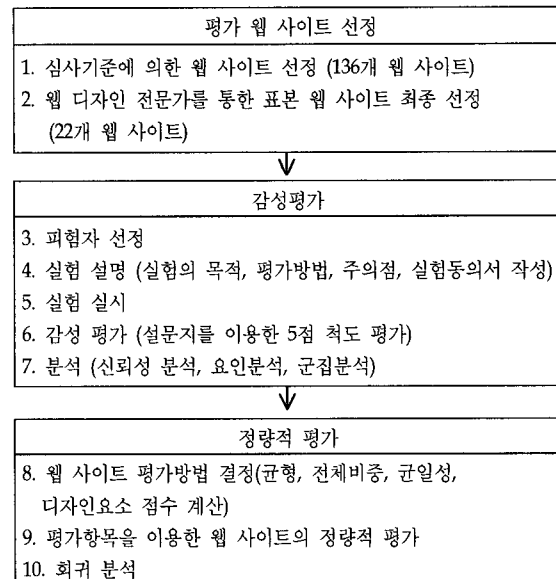 평가 웹 사이트 선정
1. 심사기준에 의한 웹 사이트 선정 (136개 웹 사이트)
2. 웹 디자인 전문가를 통한 표본 웹 사이트 최종 선정
(22개 웹 사이트)
감성평가
3. 피험자 선정
4. 실험 설명 (실험의 목적, 평가방법, 주의점, 실험동의서 작성)
5. 실험 실시
6. 감성 평가 (설문지를 이용한 5점 척도 평가)
7. 분석 (신뢰성 분석, 요인분석, 군집분석)
정량적 평가
8. 웹 사이트 평가방법 결정(균형, 전체비중, 균일성,
디자인요소 점수 계산)
9. 평가항목을 이용한 웹 사이트의 정량적 평가
10. 회귀 분석